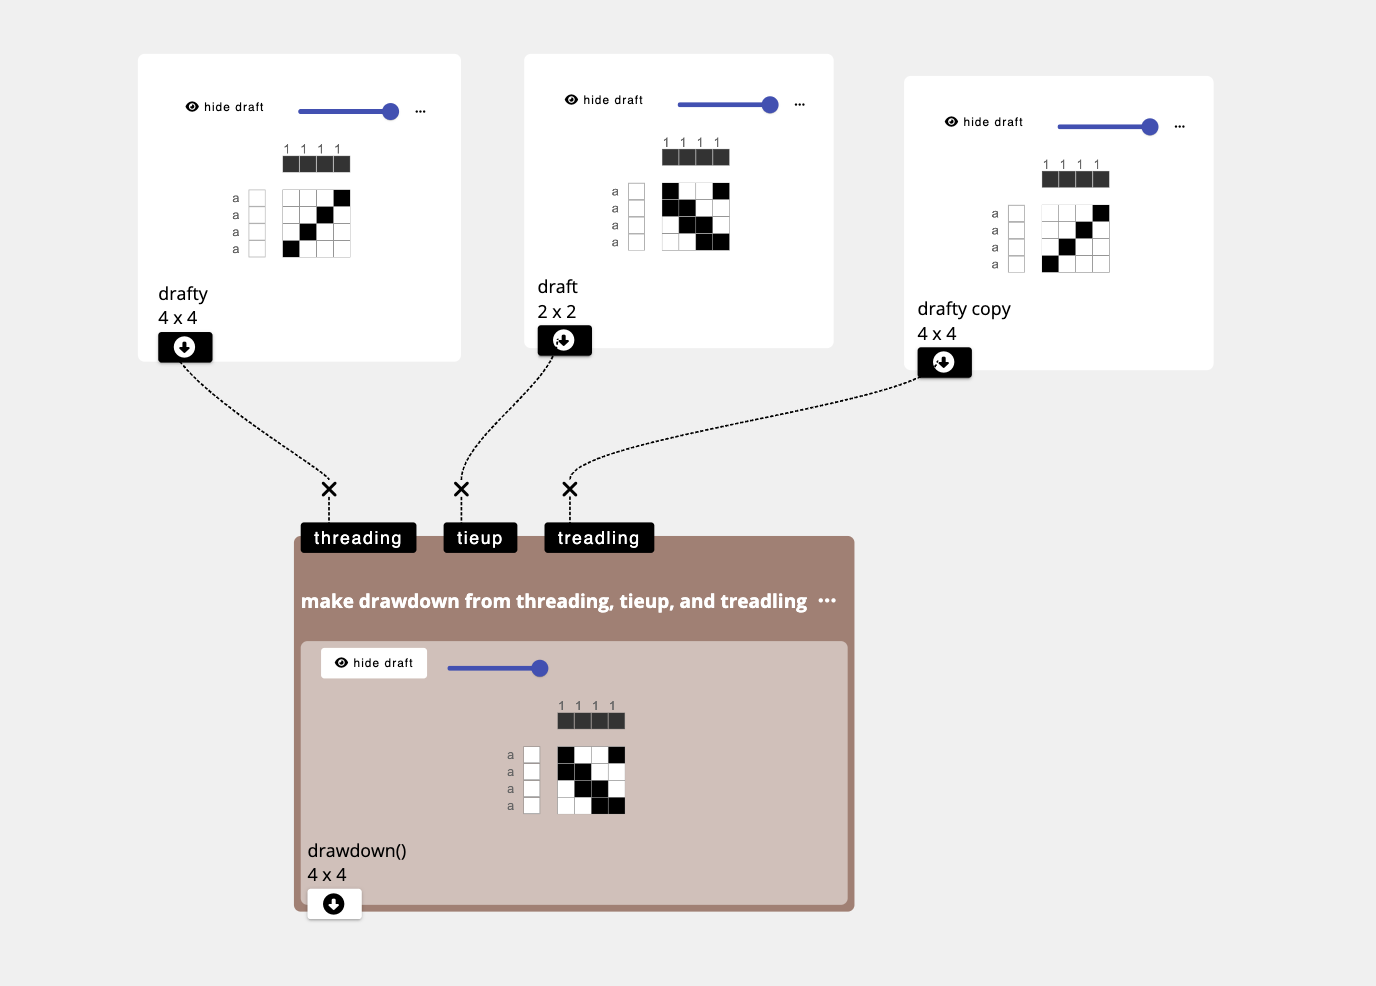 hide draft ...
1 1 1 1
a
a
a
a
drafty
4 x 4
hide draft ...
1 1 1 1
a
a
a
a
draft
2 x 2
hide draft ...
1 1 1 1
a
a
a
a
drafty copy
4 x 4
threading tieup treadling
make drawdown from threading, tieup, and treadling ...
hide draft
1 1 1 1
a
a
a
a
drawdown()
4 x 4